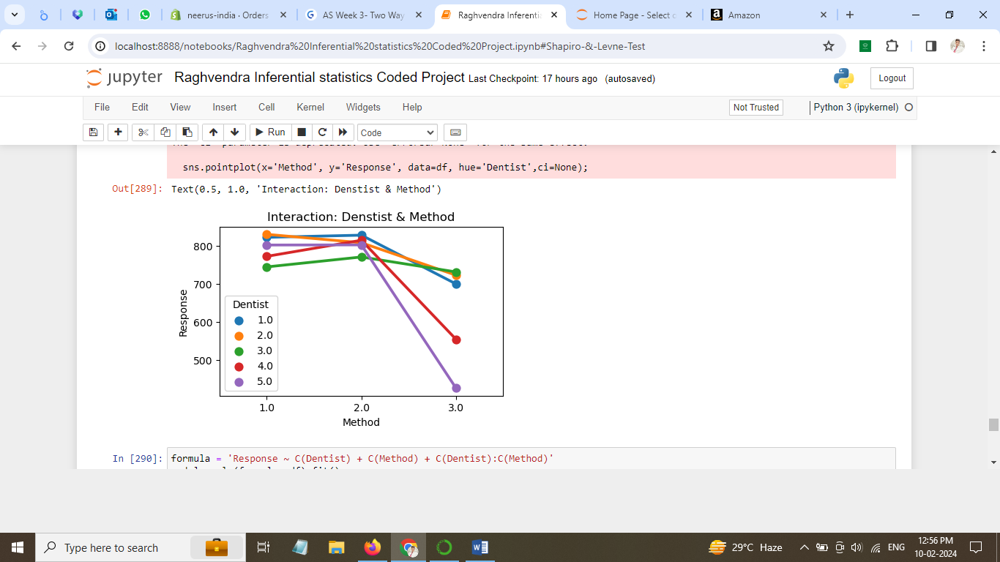 neerus-india · Orders
AS Week 3- Two Way
Raghvendra Inferenti
Home Page - Select
Amazon
localhost:8888/notebooks/Raghvendra%20Inferential%20statistics%20Coded%20Project.ipynb#Shapiro-&-Levne-Test
jupyter Raghvendra Inferential statistics Coded Project Last Checkpoint: 17 hours ago (autosaved)
Logout
File Edit View Insert Cell Kernel Widgets Help
Not Trusted
Python 3 (ipykernel)
Run
Code
sns.pointplot(x='Method', y='Response', data=df, hue='Dentist',ci=None);
Out[289]: Text(0.5, 1.0, 'Interaction: Denstist & Method')
Interaction: Denstist & Method
800
700
600
500
Response
Dentist
1.0
2.0
3.0
4.0
5.0
1.0 2.0 3.0
Method
In [290]: formula = 'Response ~ C(Dentist) + C(Method) + C(Dentist):C(Method)'
Type here to search
29°C Haze
ENG
12:56 PM
10-02-2024